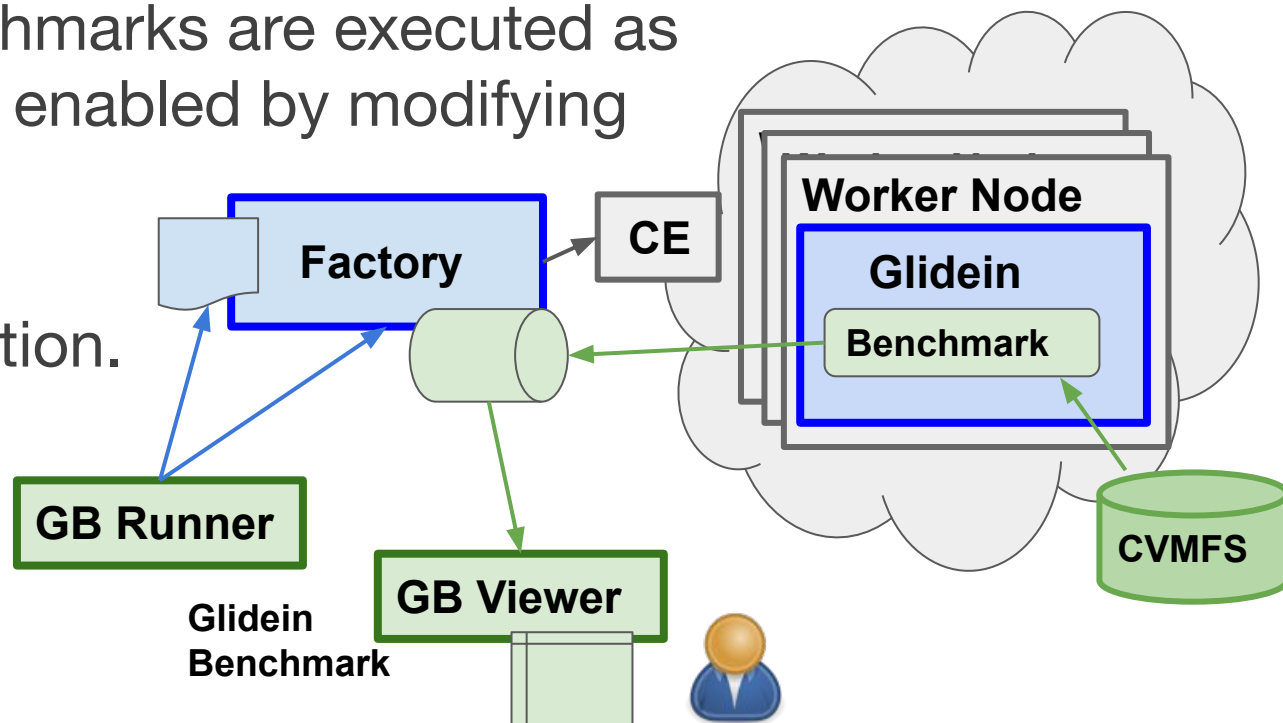 hmarks are executed as
enabled by modifying
Worker Node
CE
Factory
Glidein
tion.
Benchmark
GB Runner
CVMFS
GB Viewer
Glidein
Benchmark